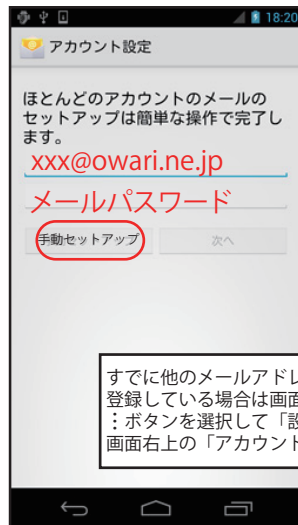 18:20
アカウント設定
ほとんどのアカウントのメールの
セットアップは簡単な操作で完了し
ます。
xxx@owari.ne.jp
メールパスワード
手動セットアップ 次へ
すでに他のメールアドレ
登録している場合は画面
︙ボタンを選択して「設
画面右上の「アカウント